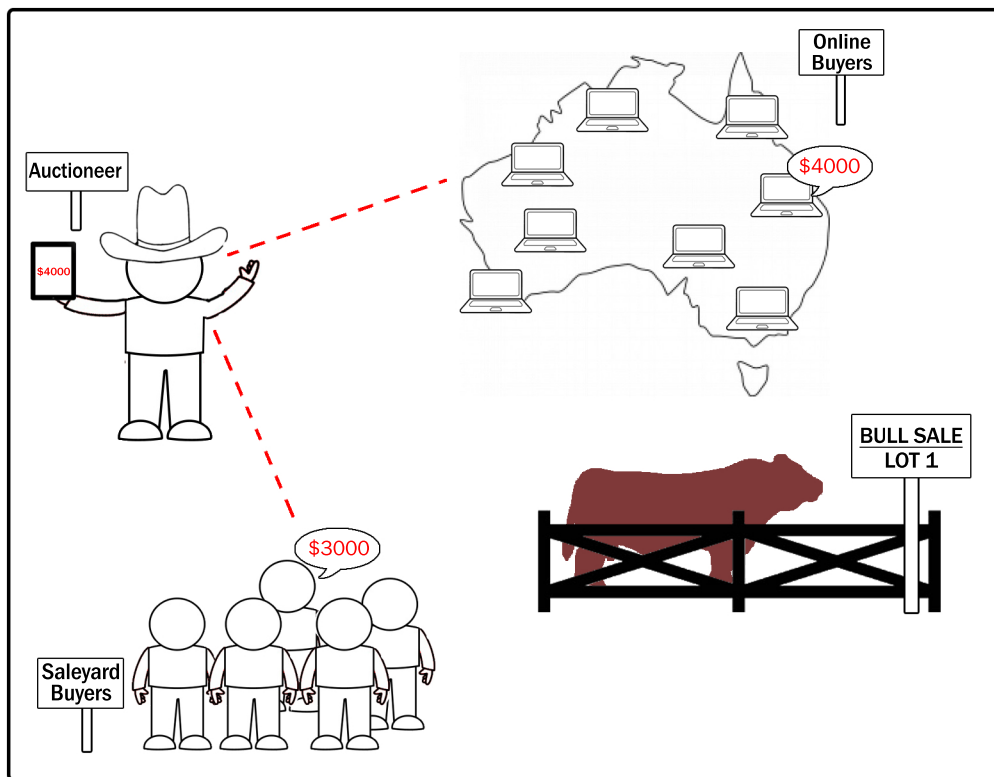 Online
Buyers
Auctioneer
$4000
$4000
BULL SALE
LOT 1
$3000
Saleyard
Buyers